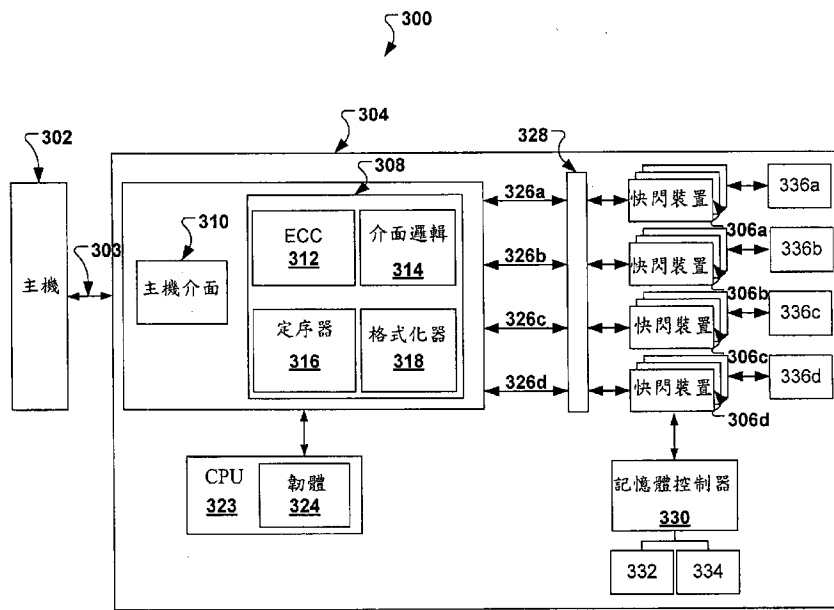 300
302
304
328
308
310
303
主機
主機介面
ECC
312
介面邏輯
314
定序器
316
格式化器
318
326a
326b
326c
326d
快閃裝置
336a
306a
快閃裝置
336b
306b
快閃裝置
336c
306c
快閃裝置
336d
306d
CPU
323
韌體
324
記憶體控制器
330
332
334